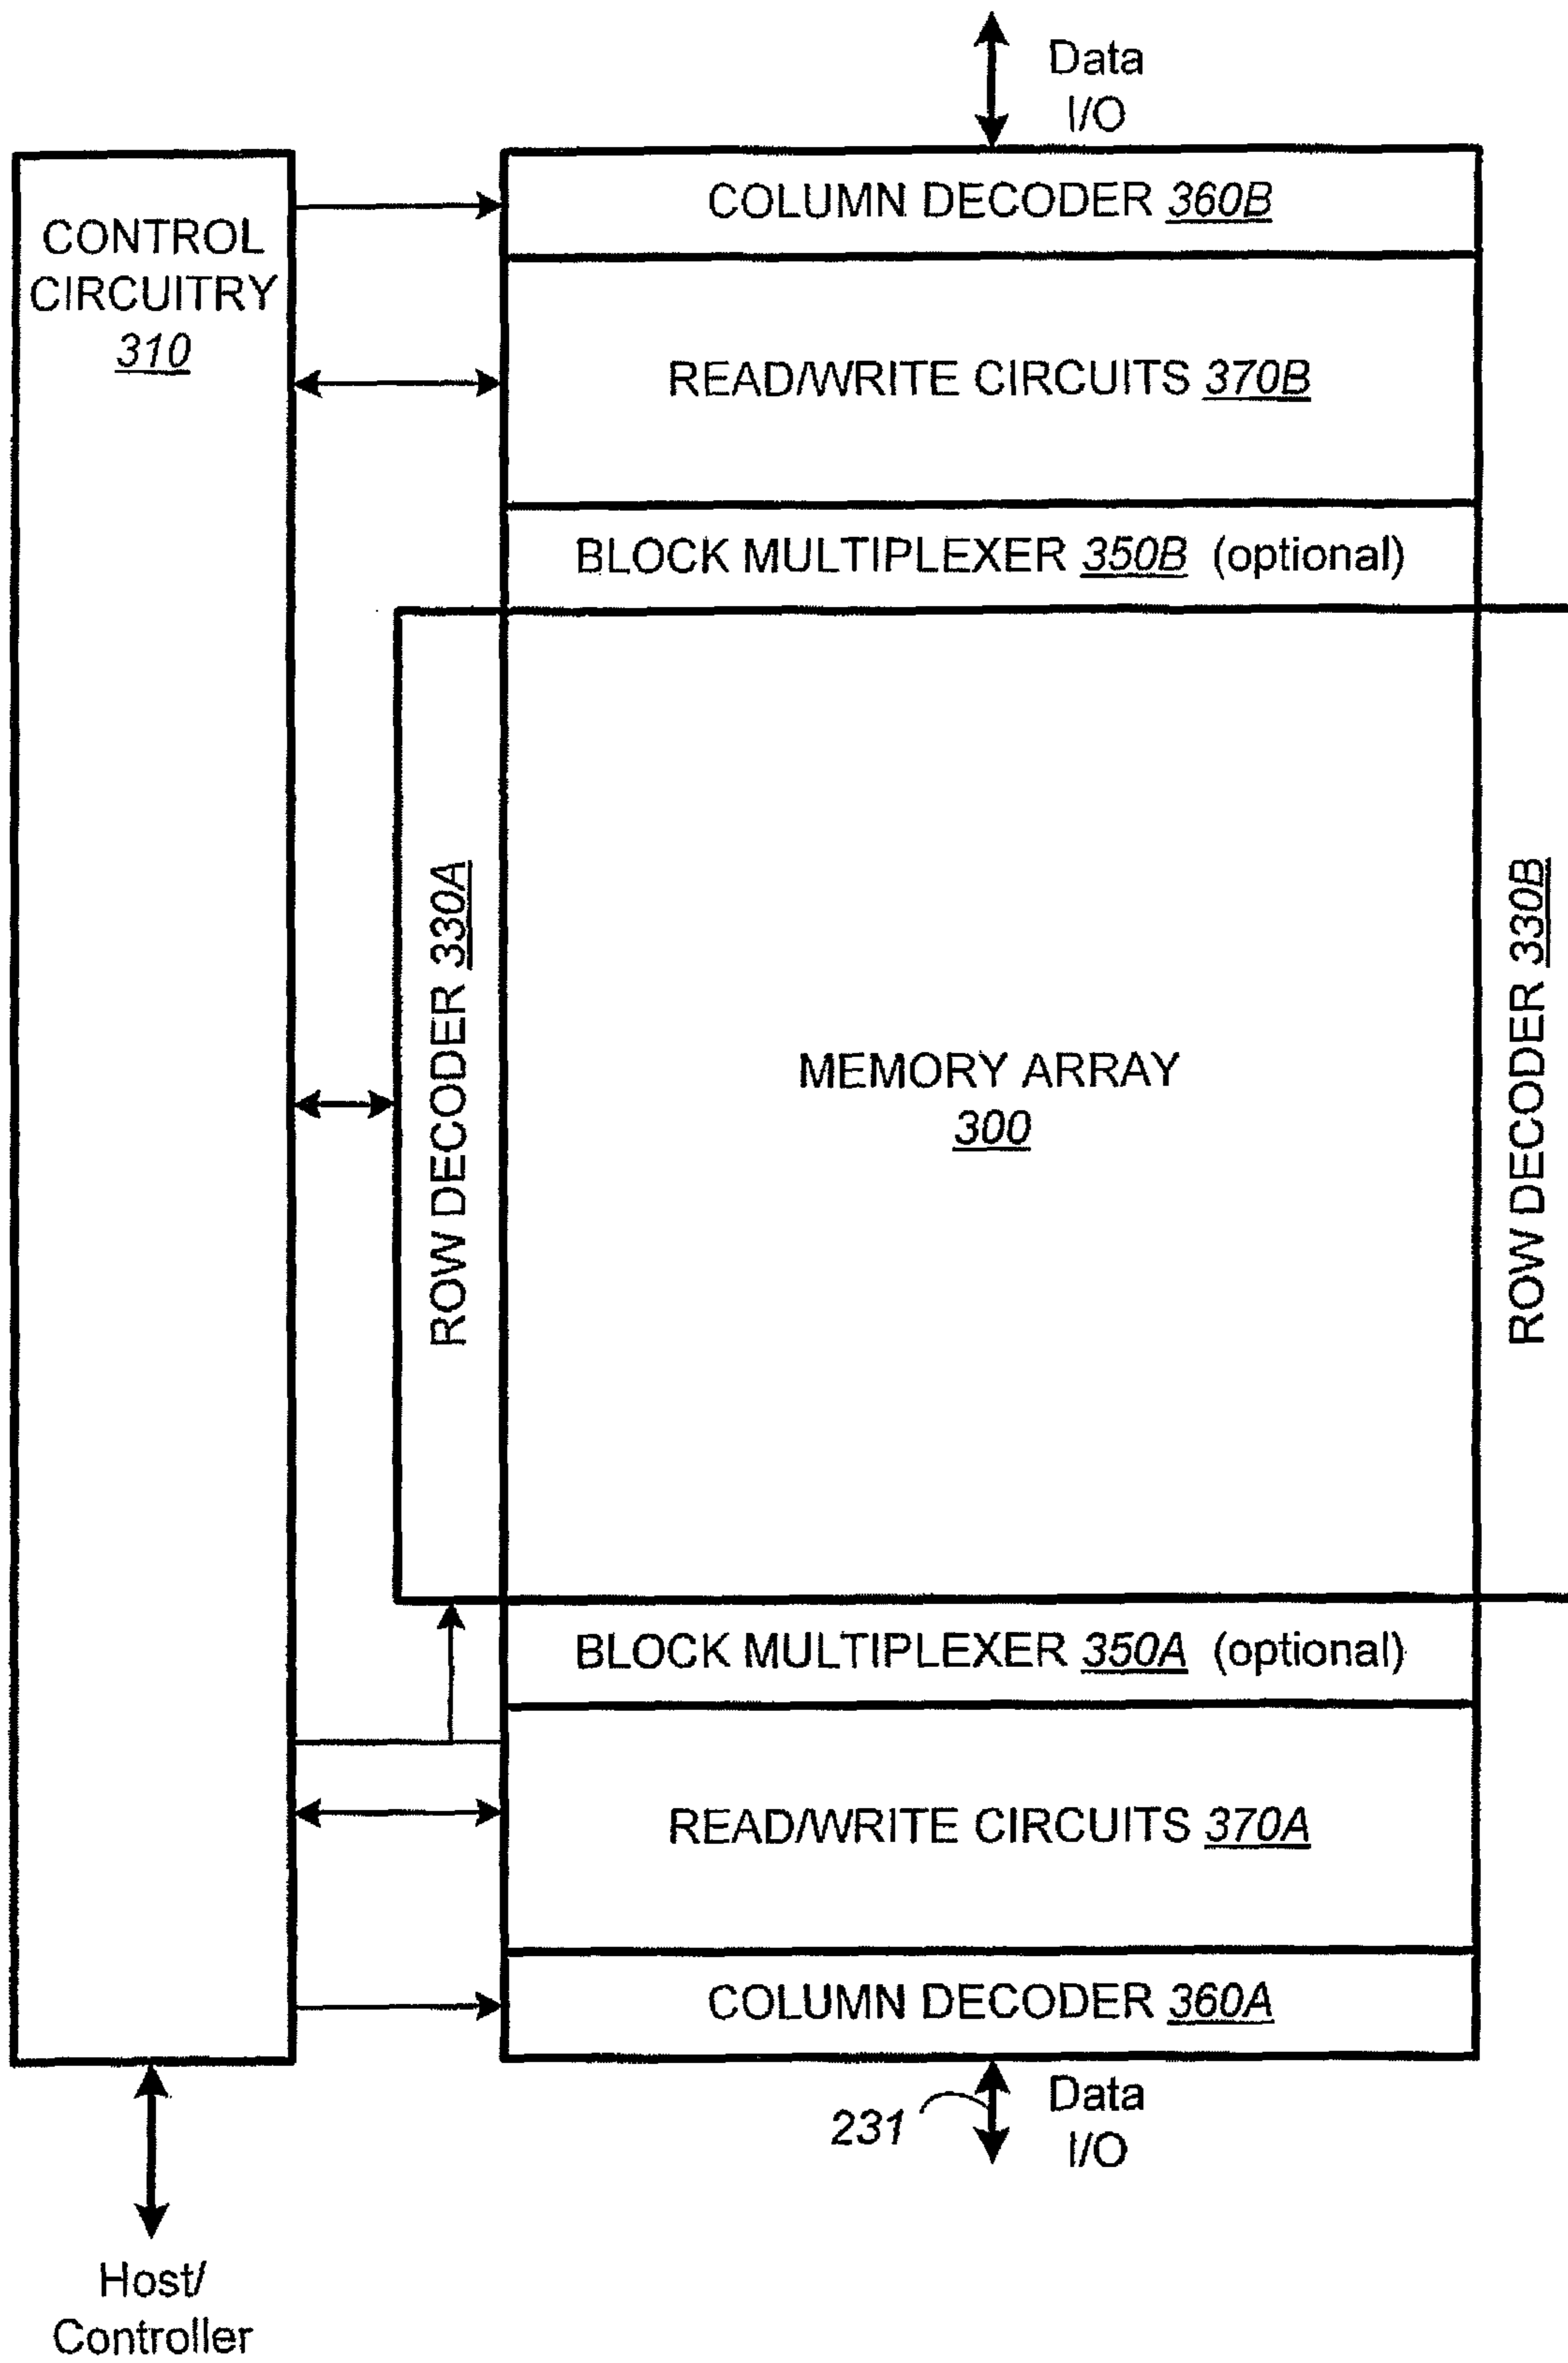 Data
I/O
CONTROL
CIRCUITRY
310
COLUMN DECODER 360B
READ/WRITE CIRCUITS 370B
BLOCK MULTIPLEXER 350B (optional)
ROW DECODER 330A
MEMORY ARRAY
300
ROW DECODER 330B
BLOCK MULTIPLEXER 350A (optional)
READ/WRITE CIRCUITS 370A
COLUMN DECODER 360A
231
Data
I/O
Host/
Controller